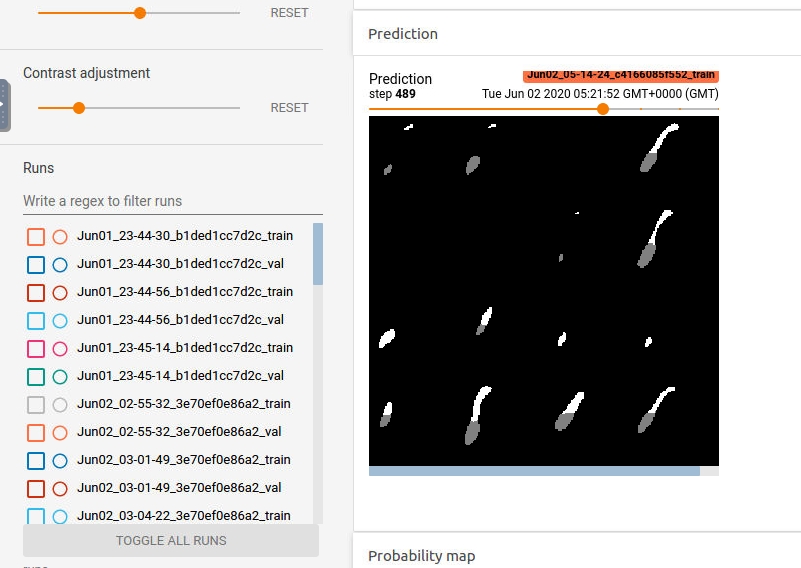 RESET
Contrast adjustment
RESET
Runs
Write a regex to filter runs
Jun01_23-44-30_b1ded1cc7d2c_train
Jun01_23-44-30_b1ded1cc7d2c_val
Jun01_23-44-56_b1ded1cc7d2c_train
Jun01_23-44-56_b1ded1cc7d2c_val
Jun01_23-45-14_b1ded1cc7d2c_train
Jun01_23-45-14_b1ded1cc7d2c_val
Jun02_02-55-32_3e70ef0e86a2_train
Jun02_02-55-32_3e70ef0e86a2_val
Jun02_03-01-49_3e70ef0e86a2_train
Jun02_03-01-49_3e70ef0e86a2_val
Jun02_03-04-22_3e70ef0e86a2_train
TOGGLE ALL RUNS
Prediction
Jun02_05-14-24_c4166085f552_train
Prediction
step 489 Tue Jun 02 2020 05:21:52 GMT+0000 (GMT)
Probability map